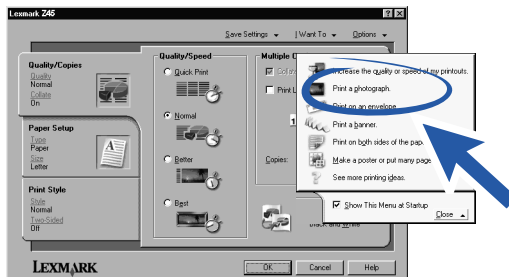 Lexmark Z45
Save Settings
I Want To
Options
Quality/Copies
Quality
Normal
Collate
On
Paper Setup
Type
Paper
Size
Letter
Print Style
Style
Normal
Two-Sided
Off
Quality/Speed
Quick Print
Normal
Better
Best
Multiple
Collate
Print
1
Copies:
Black and White
Increase the quality or speed of my printouts.
Print a photograph.
Print on an envelope.
Print a banner.
Print on both sides of the pap
Make a poster or put many page
See more printing ideas.
Show This Menu at Startup
Close
LEXMARK
OK
Cancel
Help